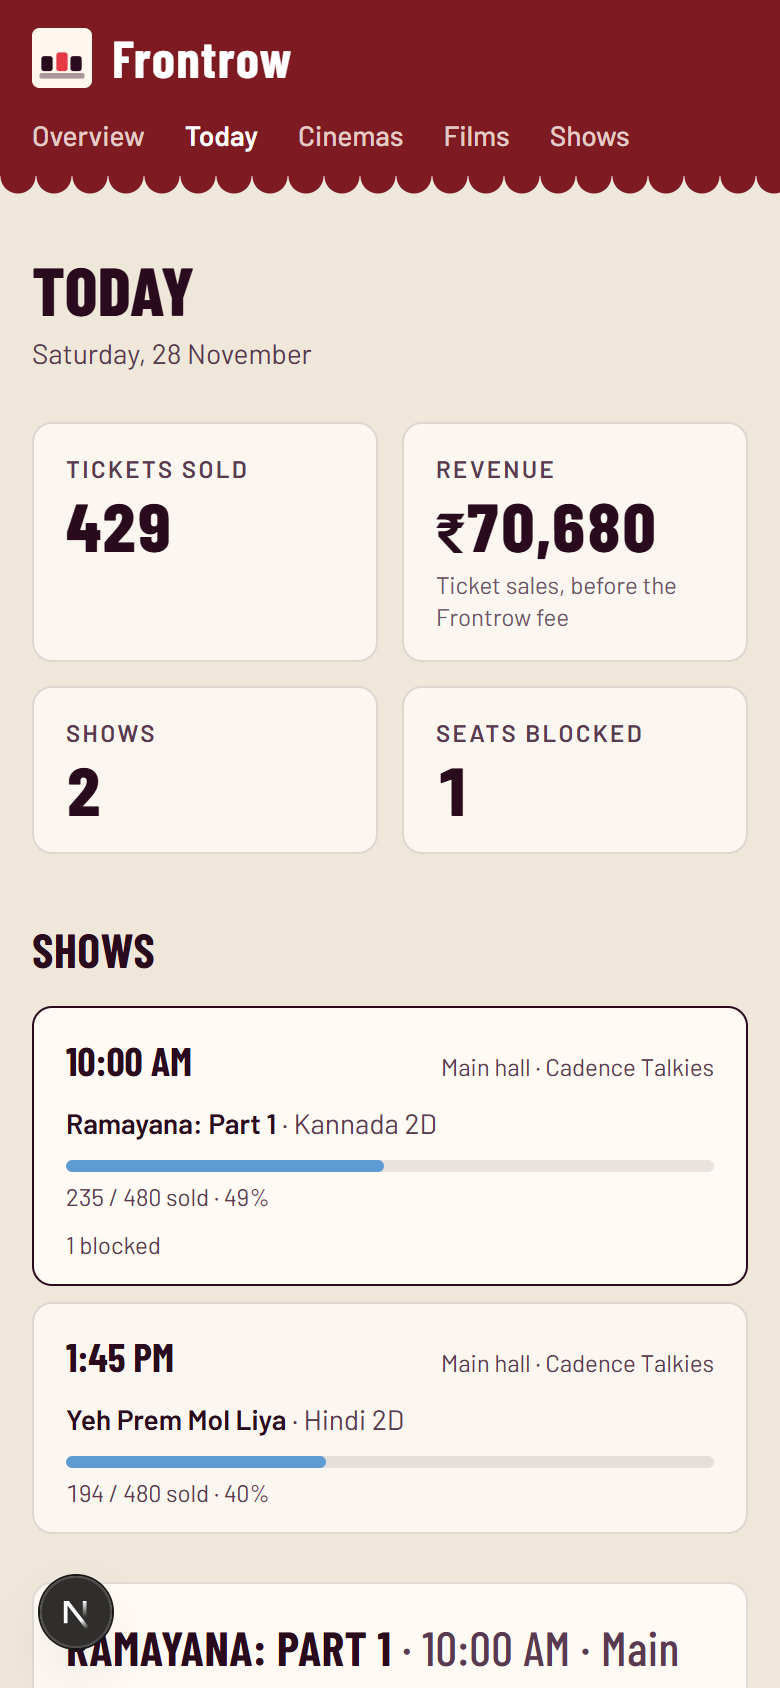 Frontrow
Overview Today Cinemas Films Shows
TODAY
Saturday, 28 November
TICKETS SOLD
429
REVENUE
₹70,680
Ticket sales, before the
Frontrow fee
SHOWS
2
SEATS BLOCKED
1
SHOWS
10:00 AM
Main hall · Cadence Talkies
Ramayana: Part 1 · Kannada 2D
235 / 480 sold · 49%
1 blocked
1:45 PM
Main hall · Cadence Talkies
Yeh Prem Mol Liya · Hindi 2D
194 / 480 sold · 40%
N
RAMAYANA: PART 1 · 10:00 AM · Main